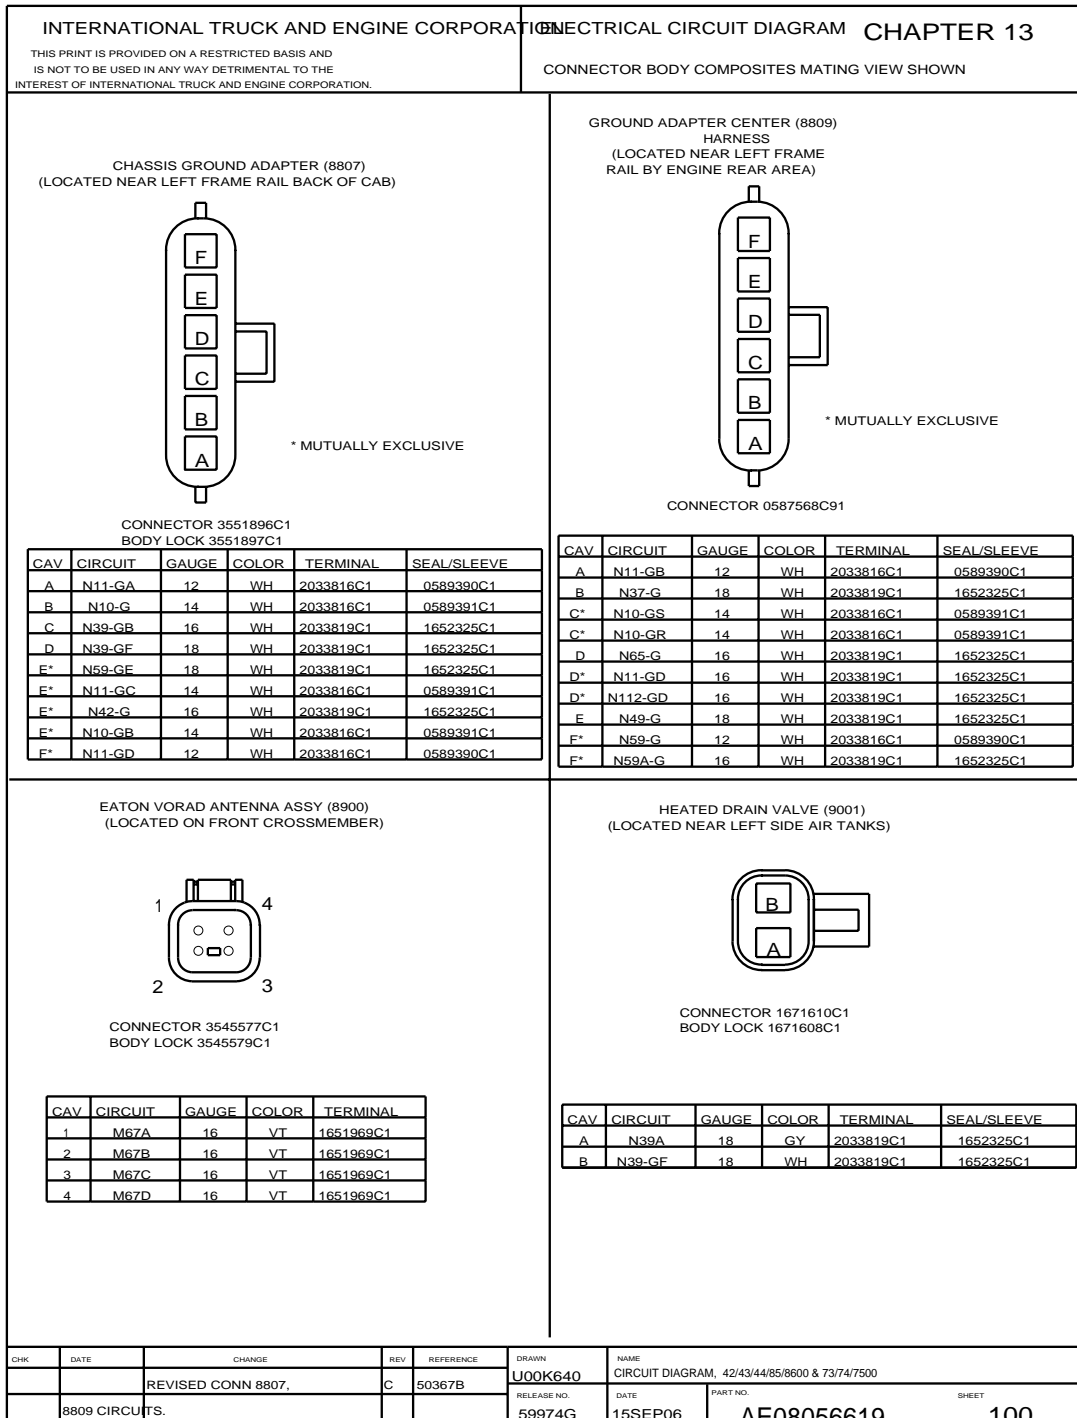 INTERNATIONAL TRUCK AND ENGINE CORPORATION
THIS PRINT IS PROVIDED ON A RESTRICTED BASIS AND
IS NOT TO BE USED IN ANY WAY DETRIMENTAL TO THE
INTEREST OF INTERNATIONAL TRUCK AND ENGINE CORPORATION.
ELECTRICAL CIRCUIT DIAGRAM CHAPTER 13
CONNECTOR BODY COMPOSITES MATING VIEW SHOWN
CHASSIS GROUND ADAPTER (8807)
(LOCATED NEAR LEFT FRAME RAIL BACK OF CAB)
F
E
D
C
B
A
* MUTUALLY EXCLUSIVE
CONNECTOR 3551896C1
BODY LOCK 3551897C1
CAV CIRCUIT GAUGE COLOR TERMINAL SEAL/SLEEVE
A N11-GA 12 WH 2033816C1 0589390C1
B N10-G 14 WH 2033816C1 0589391C1
C N39-GB 16 WH 2033819C1 1652325C1
D N39-GF 18 WH 2033819C1 1652325C1
E* N59-GE 18 WH 2033819C1 1652325C1
E* N11-GC 14 WH 2033816C1 0589391C1
E* N42-G 16 WH 2033819C1 1652325C1
E* N10-GB 14 WH 2033816C1 0589391C1
F* N11-GD 12 WH 2033816C1 0589390C1
GROUND ADAPTER CENTER (8809)
HARNESS
(LOCATED NEAR LEFT FRAME
RAIL BY ENGINE REAR AREA)
F
E
D
C
B
A
* MUTUALLY EXCLUSIVE
CONNECTOR 0587568C91
CAV CIRCUIT GAUGE COLOR TERMINAL SEAL/SLEEVE
A N11-GB 12 WH 2033816C1 0589390C1
B N37-G 18 WH 2033819C1 1652325C1
C* N10-GS 14 WH 2033816C1 0589391C1
C* N10-GR 14 WH 2033816C1 0589391C1
D N65-G 16 WH 2033819C1 1652325C1
D* N11-GD 16 WH 2033819C1 1652325C1
D* N112-GD 16 WH 2033819C1 1652325C1
E N49-G 18 WH 2033819C1 1652325C1
F* N59-G 12 WH 2033816C1 0589390C1
F* N59A-G 16 WH 2033819C1 1652325C1
EATON VORAD ANTENNA ASSY (8900)
(LOCATED ON FRONT CROSSMEMBER)
1 4
2 3
CONNECTOR 3545577C1
BODY LOCK 3545579C1
CAV CIRCUIT GAUGE COLOR TERMINAL
1 M67A 16 VT 1651969C1
2 M67B 16 VT 1651969C1
3 M67C 16 VT 1651969C1
4 M67D 16 VT 1651969C1
HEATED DRAIN VALVE (9001)
(LOCATED NEAR LEFT SIDE AIR TANKS)
B
A
CONNECTOR 1671610C1
BODY LOCK 1671608C1
CAV CIRCUIT GAUGE COLOR TERMINAL SEAL/SLEEVE
A N39A 18 GY 2033819C1 1652325C1
B N39-GF 18 WH 2033819C1 1652325C1
CHK DATE CHANGE REV REFERENCE
REVISED CONN 8807, C 50367B
8809 CIRCUITS.
DRAWN
U00K640
NAME
CIRCUIT DIAGRAM, 42/43/44/85/8600 & 73/74/7500
RELEASE NO.
59974G
DATE
15SEP06
PART NO.
AE08056619
SHEET
100